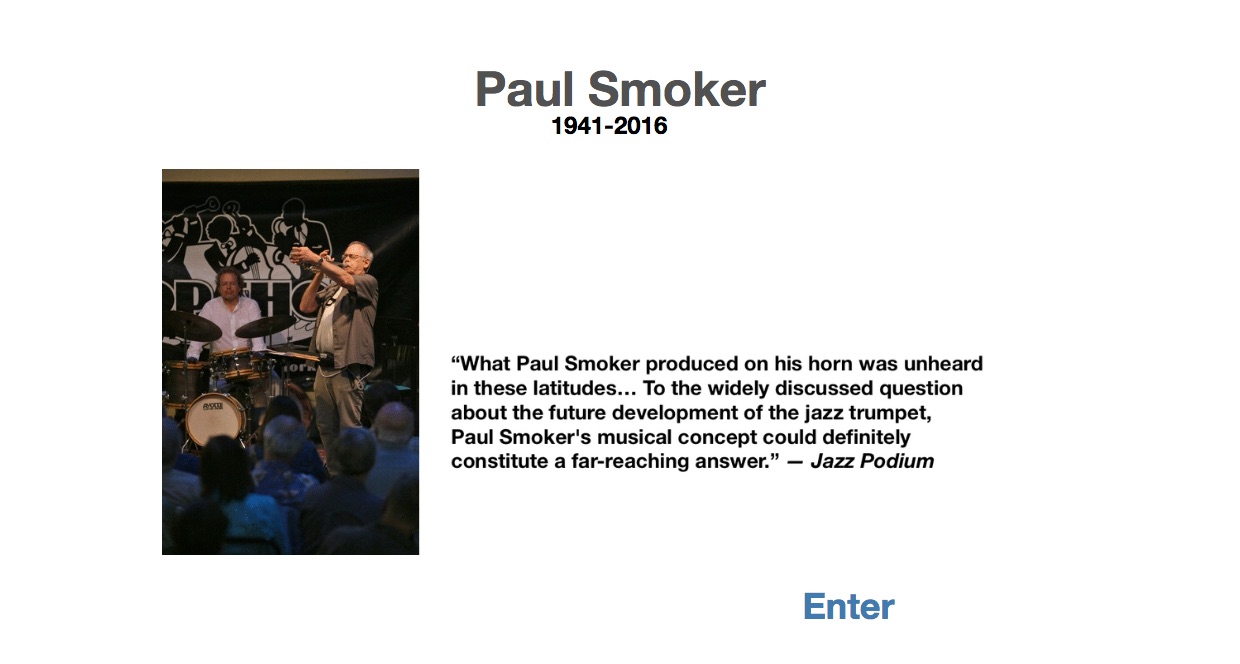 Paul Smoker
1941-2016
“What Paul Smoker produced on his horn was unheard
in these latitudes… To the widely discussed question
about the future development of the jazz trumpet,
Paul Smoker's musical concept could definitely
constitute a far-reaching answer.” — Jazz Podium
Enter